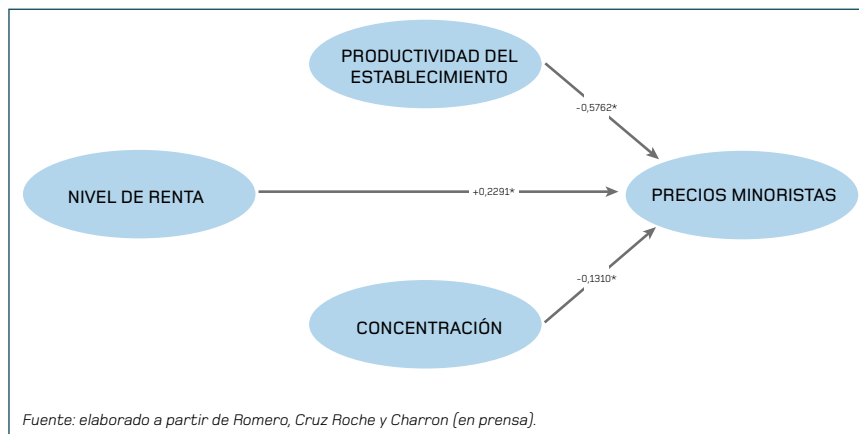 PRODUCTIVIDAD DEL
ESTABLECIMIENTO
-0,5762*
NIVEL DE RENTA
+0,2291*
PRECIOS MINORISTAS
-0,1310*
CONCENTRACIÓN
Fuente: elaborado a partir de Romero, Cruz Roche y Charron (en prensa).